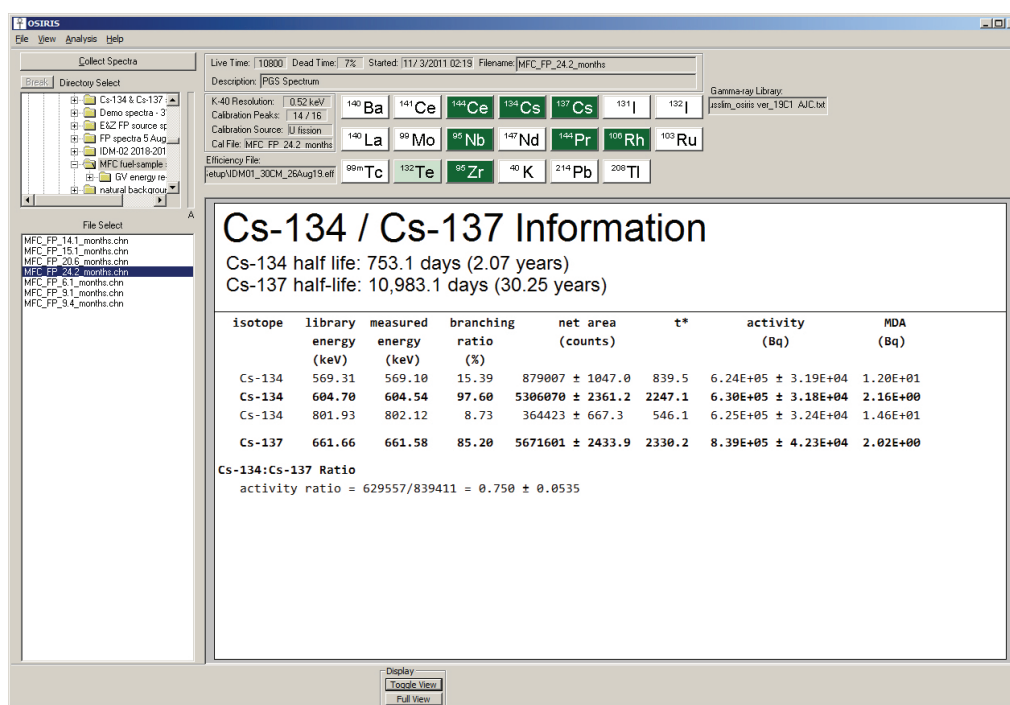 OSIRIS
File View Analysis Help
Collect Spectra
Break Directory Select
Cs-134 & Cs-137
Demo spectra - 3
E&Z FP source sp
FP spectra 5 Aug
IDM-02 2018-201
MFC fuel-sample
GV energy re
natural backgrour
A
File Select
MFC_FP_14.1_months.chn
MFC_FP_15.1_months.chn
MFC_FP_20.6_months.chn
MFC_FP_24.2_months.chn
MFC_FP_6.1_months.chn
MFC_FP_9.1_months.chn
MFC_FP_9.4_months.chn
Live Time: 10800 Dead Time: 7% Started: 11/ 3/2011 02:19 Filename: MFC_FP_24.2_months
Description: PGS Spectrum
K-40 Resolution: 0.52 keV
Calibration Peaks: 14 / 16
Calibration Source: U fission
Cal File: MFC_FP_24.2_months
Efficiency File:
etup\IDM01_30CM_26Aug19.eff
140Ba 141Ce 144Ce 134Cs 137Cs 131I 132I
140La 99Mo 95Nb 147Nd 144Pr 106Rh 103Ru
99mTc 132Te 95Zr 40K 214Pb 208Tl
Gamma-ray Library:
usslim_osiris ver_19C1 AJC.txt
Cs-134 / Cs-137 Information
Cs-134 half life: 753.1 days (2.07 years)
Cs-137 half-life: 10,983.1 days (30.25 years)
isotope library measured branching net area t* activity MDA
energy energy ratio (counts) (Bq) (Bq)
(keV) (keV) (%)
Cs-134 569.31 569.10 15.39 879007 ± 1047.0 839.5 6.24E+05 ± 3.19E+04 1.20E+01
Cs-134 604.70 604.54 97.60 5306070 ± 2361.2 2247.1 6.30E+05 ± 3.18E+04 2.16E+00
Cs-134 801.93 802.12 8.73 364423 ± 667.3 546.1 6.25E+05 ± 3.24E+04 1.46E+01
Cs-137 661.66 661.58 85.20 5671601 ± 2433.9 2330.2 8.39E+05 ± 4.23E+04 2.02E+00
Cs-134:Cs-137 Ratio
activity ratio = 629557/839411 = 0.750 ± 0.0535
Display
Toggle View
Full View